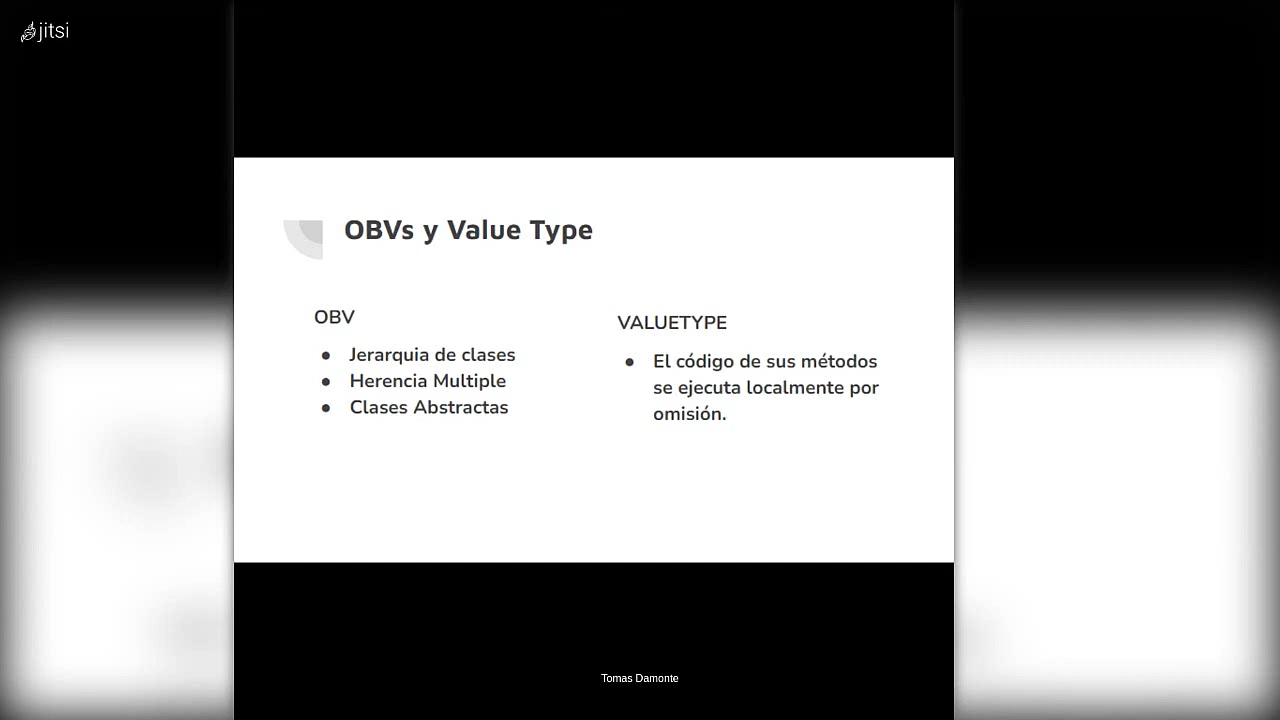 jitsi
OBVs y Value Type
OBV
● Jerarquia de clases
● Herencia Multiple
● Clases Abstractas
VALUETYPE
● El código de sus métodos
se ejecuta localmente por
omisión.
Tomas Damonte